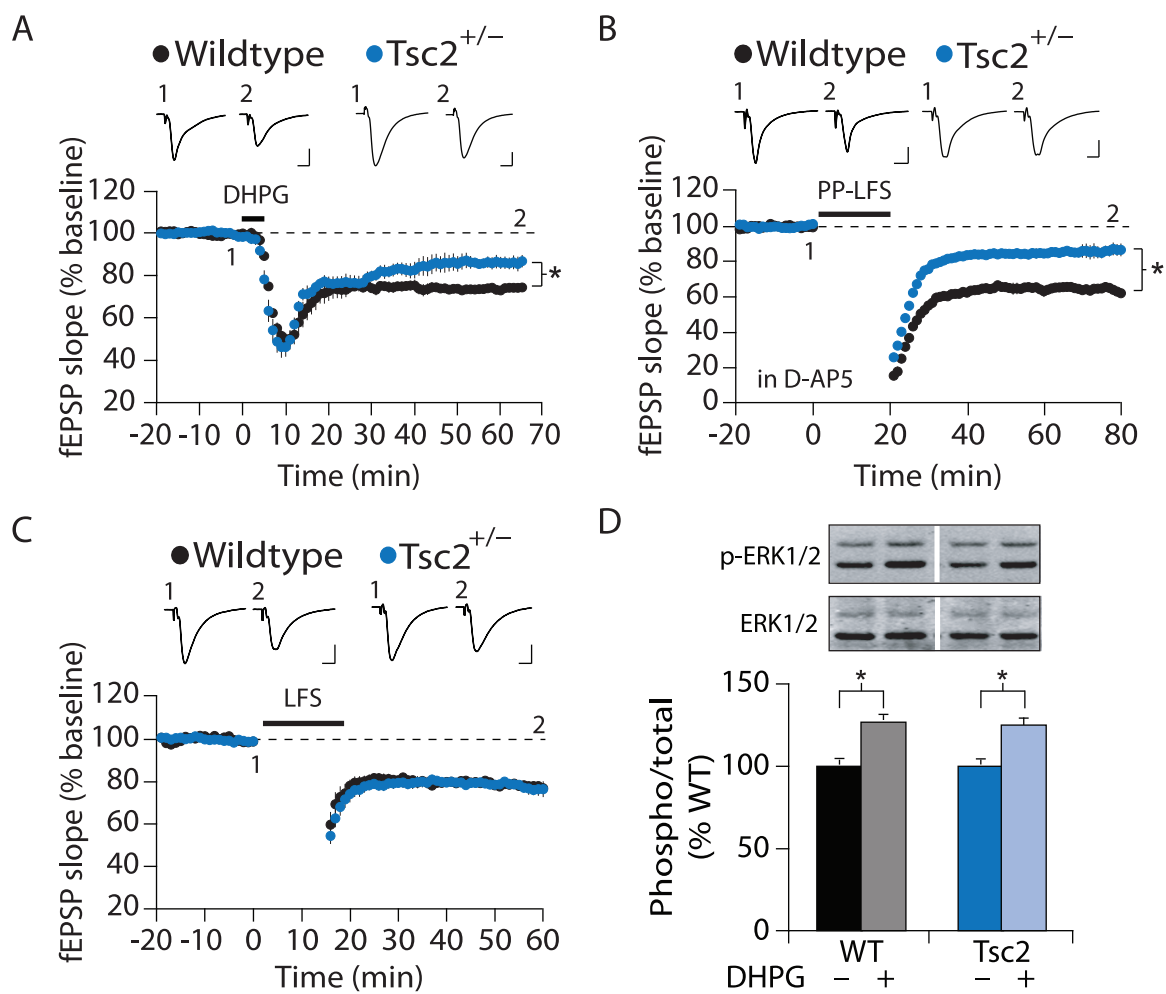 A
Wildtype Tsc2+/–
1 2 1 2
fEPSP slope (% baseline)
120
100
80
60
40
20
DHPG
1
2
*
-20 -10 0 10 20 30 40 50 60 70
Time (min)
B
Wildtype Tsc2+/–
1 2 1 2
fEPSP slope (% baseline)
120
100
80
60
40
20
0
PP-LFS
1
2
*
in D-AP5
-20 0 20 40 60 80
Time (min)
C
Wildtype Tsc2+/–
1 2 1 2
fEPSP slope (% baseline)
120
100
80
60
40
20
LFS
1
2
-20 -10 0 10 20 30 40 50 60
Time (min)
D
p-ERK1/2
ERK1/2
Phospho/total
(% WT)
150
100
50
0
* *
WT Tsc2
DHPG – + – +